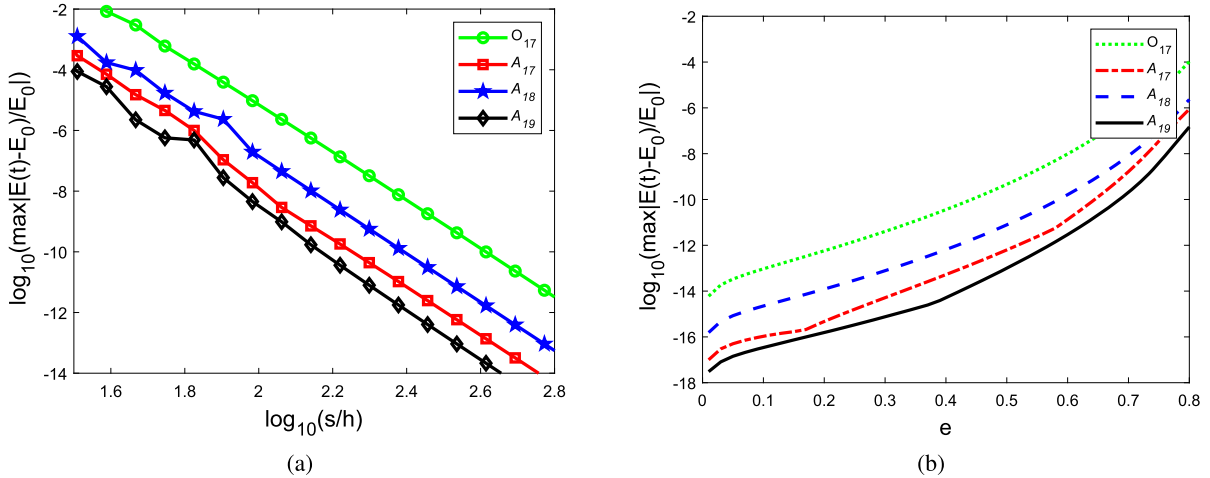 -2
-4
-6
-8
-10
-12
-14
1.6
1.8
2
2.2
2.4
2.6
2.8
log10(s/h)
log10(max|E(t)-E0)/E0|)
O17
A17
A18
A19
(a)
-2
-4
-6
-8
-10
-12
-14
-16
-18
0
0.1
0.2
0.3
0.4
0.5
0.6
0.7
0.8
e
log10(max|E(t)-E0)/E0|)
O17
A17
A18
A19
(b)